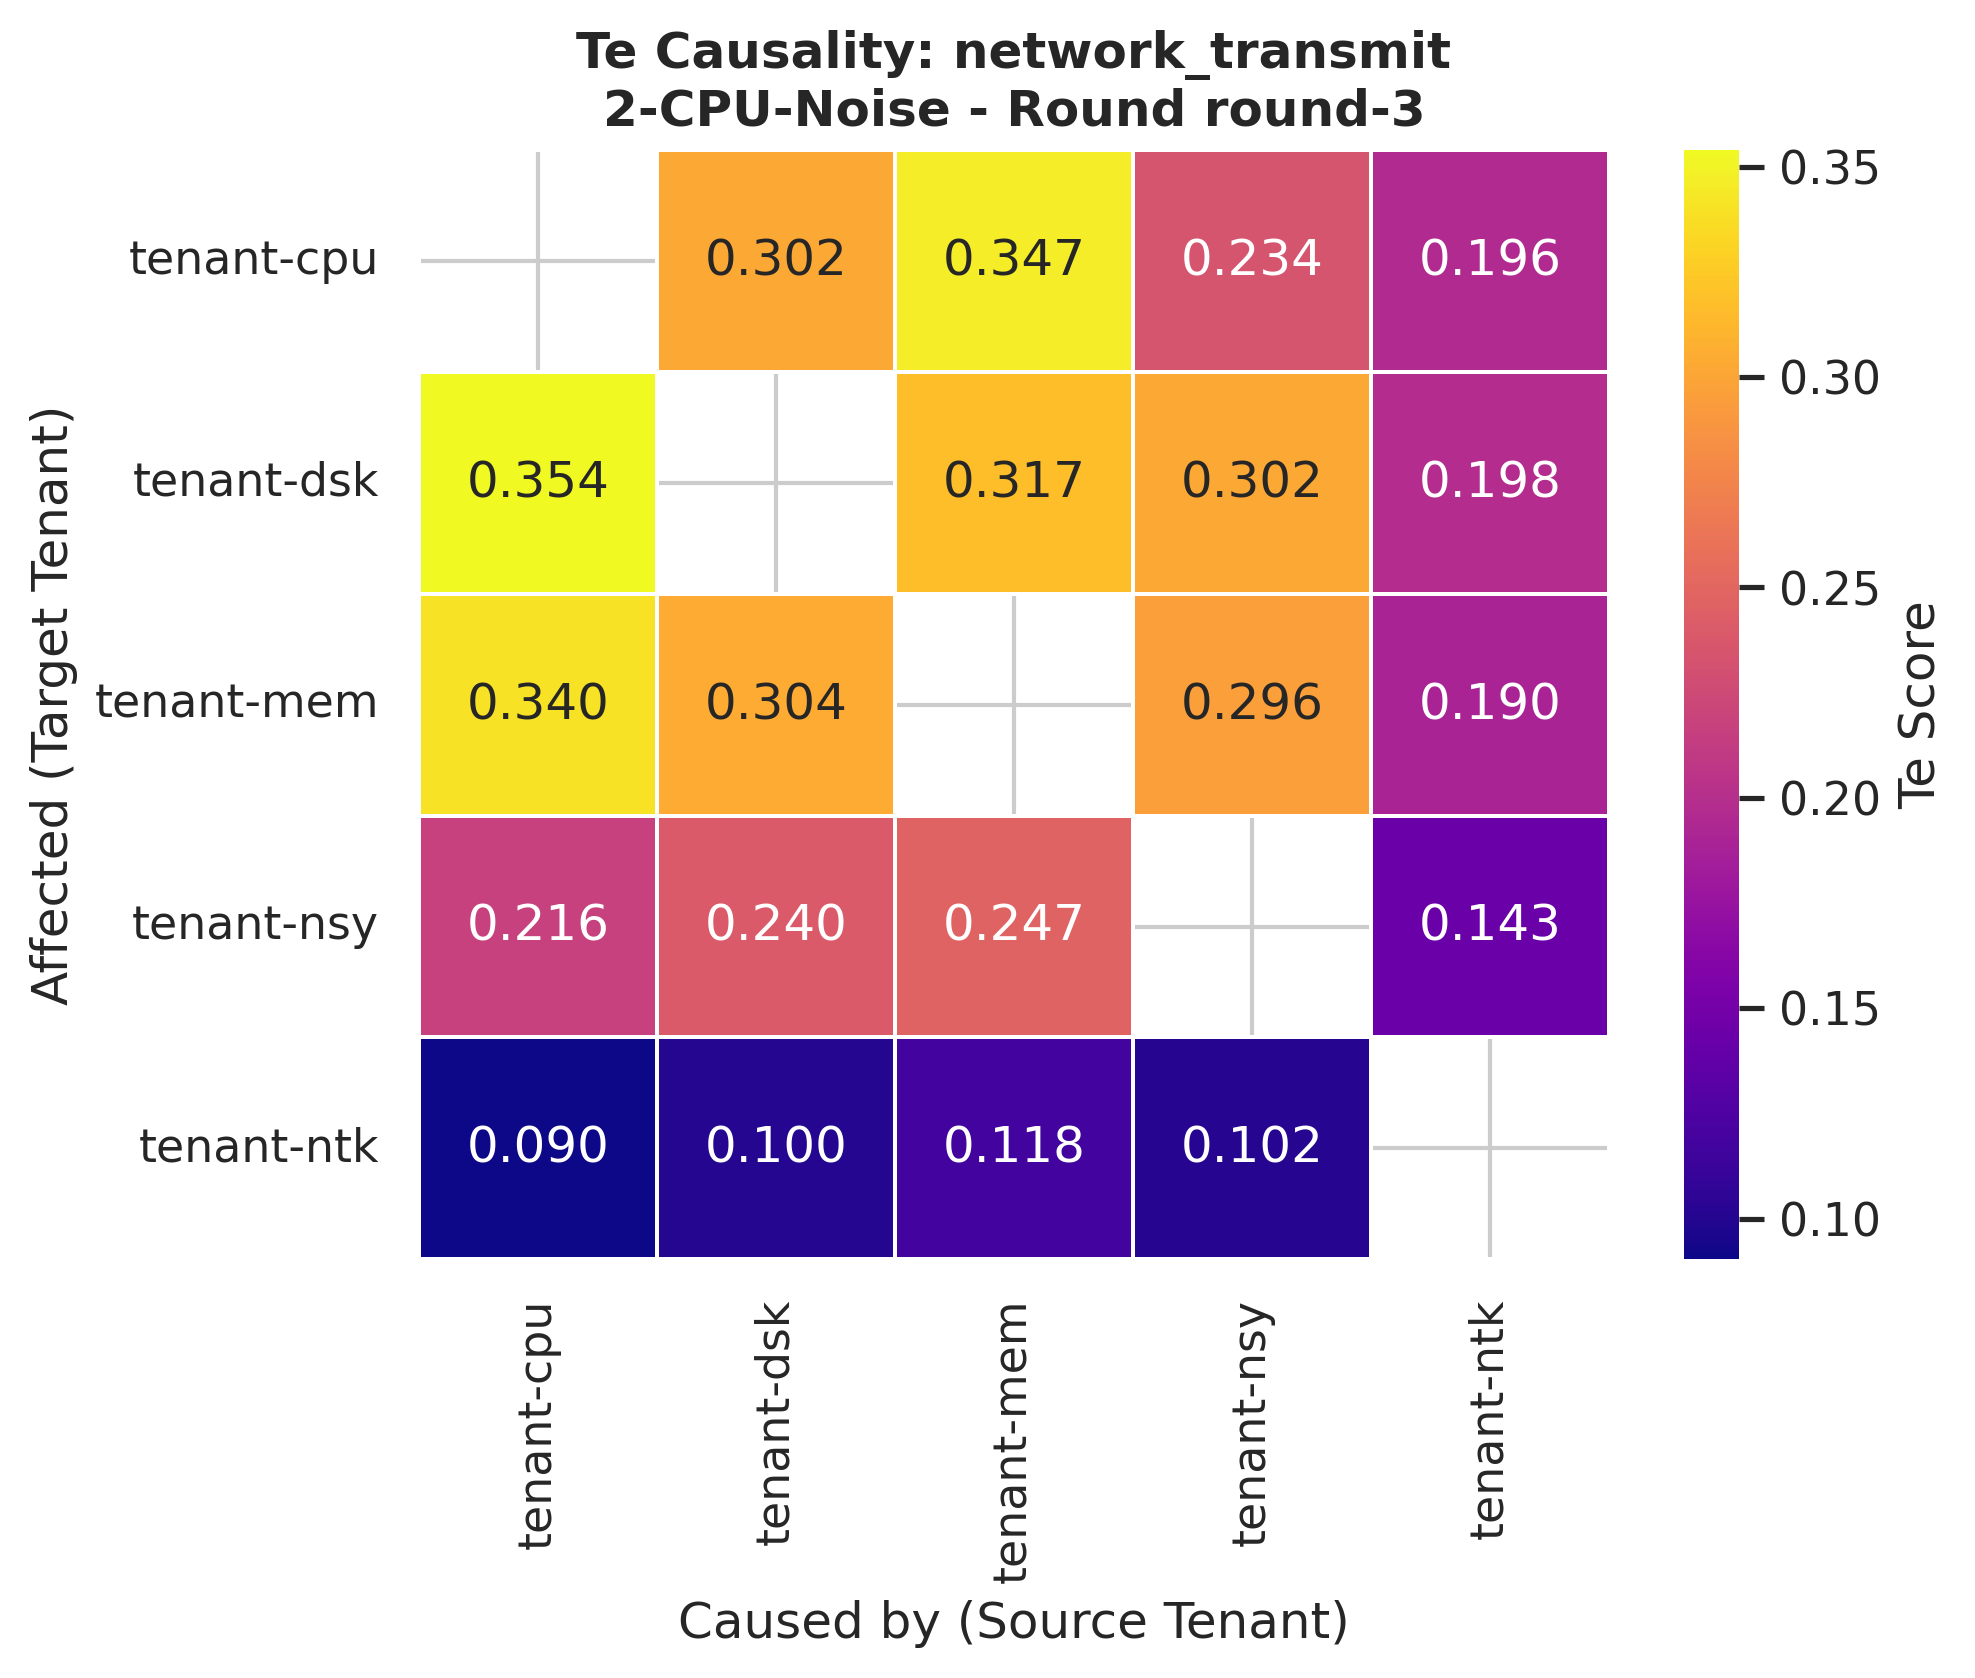 Te Causality: network_transmit
2-CPU-Noise - Round round-3
tenant-cpu
0.302 0.347 0.234 0.196
tenant-dsk
0.354 0.317 0.302 0.198
tenant-mem
0.340 0.304 0.296 0.190
tenant-nsy
0.216 0.240 0.247 0.143
tenant-ntk
0.090 0.100 0.118 0.102
Affected (Target Tenant)
tenant-cpu
tenant-dsk
tenant-mem
tenant-nsy
tenant-ntk
Caused by (Source Tenant)
0.35
0.30
0.25
0.20
0.15
0.10
Te Score